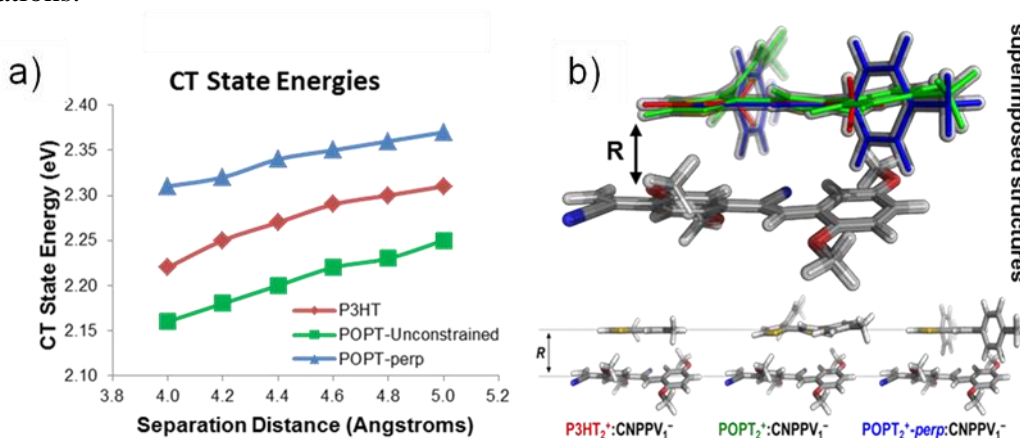 ations.
a)
CT State Energies
CT State Energy (eV)
2.40
2.35
2.30
2.25
2.20
2.15
2.10
P3HT
POPT-Unconstrained
POPT-perp
3.8 4.0 4.2 4.4 4.6 4.8 5.0 5.2
Separation Distance (Angstroms)
b)
R
superimposed structures
R
P3HT₂⁺:CNPPV₁⁻
POPT₂⁺:CNPPV₁⁻
POPT₂⁺-perp:CNPPV₁⁻